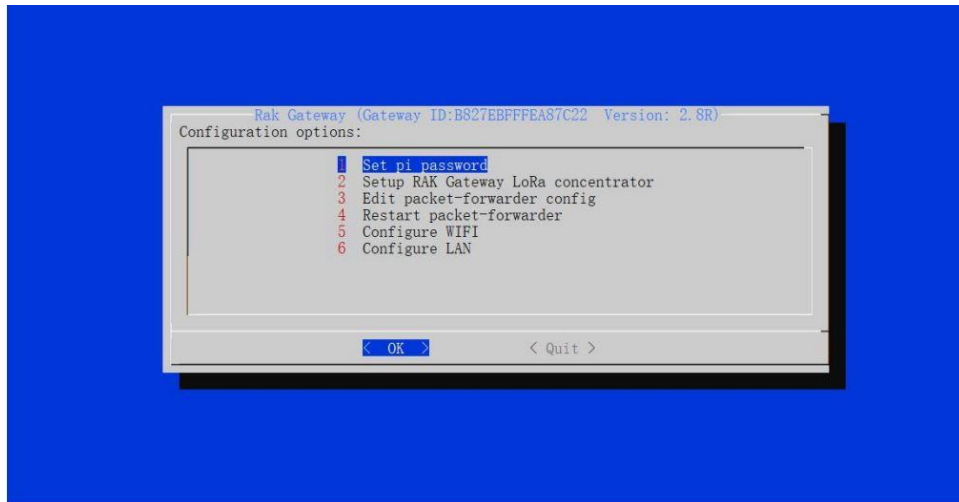 Rak Gateway (Gateway ID:B827EBFFFEA87C22 Version: 2.8R)
Configuration options:
1 Set pi password
2 Setup RAK Gateway LoRa concentrator
3 Edit packet-forwarder config
4 Restart packet-forwarder
5 Configure WIFI
6 Configure LAN
< OK > < Quit >